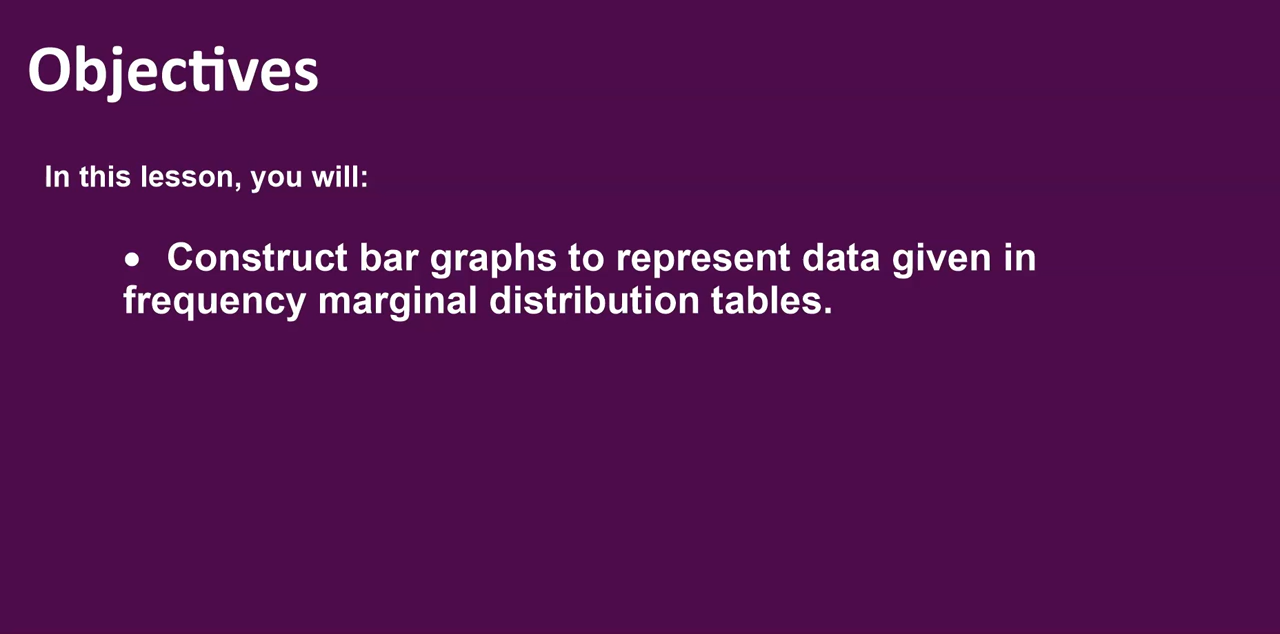 Objectives
In this lesson, you will:
• Construct bar graphs to represent data given in
frequency marginal distribution tables.